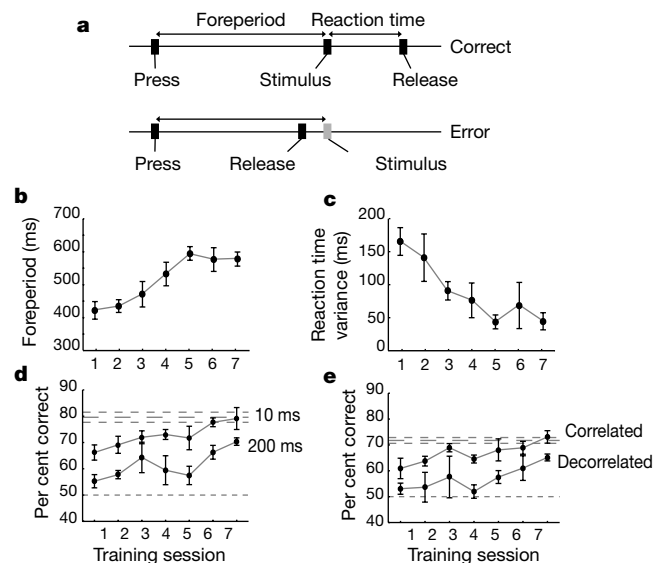 a
Foreperiod Reaction time
Correct
Press Stimulus Release
Error
Press Release Stimulus
b
Foreperiod (ms)
700
600
500
400
300
1 2 3 4 5 6 7
c
Reaction time
variance (ms)
200
150
100
50
0
1 2 3 4 5 6 7
d
Per cent correct
90
80
70
60
50
40
10 ms
200 ms
1 2 3 4 5 6 7
Training session
e
Per cent correct
90
80
70
60
50
40
Correlated
Decorrelated
1 2 3 4 5 6 7
Training session